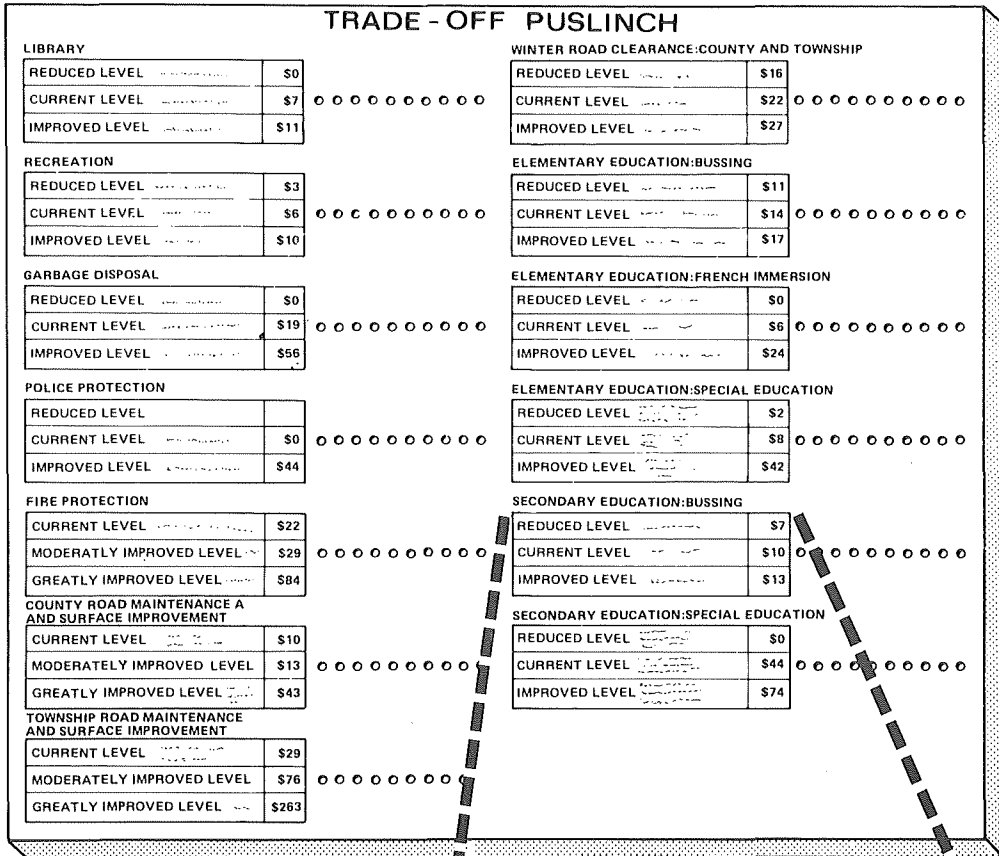 TRADE - OFF PUSLINCH
LIBRARY
REDUCED LEVEL $0
CURRENT LEVEL $7
IMPROVED LEVEL $11
RECREATION
REDUCED LEVEL $3
CURRENT LEVEL $6
IMPROVED LEVEL $10
GARBAGE DISPOSAL
REDUCED LEVEL $0
CURRENT LEVEL $19
IMPROVED LEVEL $56
POLICE PROTECTION
REDUCED LEVEL
CURRENT LEVEL $0
IMPROVED LEVEL $44
FIRE PROTECTION
CURRENT LEVEL $22
MODERATLY IMPROVED LEVEL $29
GREATLY IMPROVED LEVEL $84
COUNTY ROAD MAINTENANCE A
AND SURFACE IMPROVEMENT
CURRENT LEVEL $10
MODERATELY IMPROVED LEVEL $13
GREATLY IMPROVED LEVEL $43
TOWNSHIP ROAD MAINTENANCE
AND SURFACE IMPROVEMENT
CURRENT LEVEL $29
MODERATELY IMPROVED LEVEL $76
GREATLY IMPROVED LEVEL $263
WINTER ROAD CLEARANCE:COUNTY AND TOWNSHIP
REDUCED LEVEL $16
CURRENT LEVEL $22
IMPROVED LEVEL $27
ELEMENTARY EDUCATION:BUSSING
REDUCED LEVEL $11
CURRENT LEVEL $14
IMPROVED LEVEL $17
ELEMENTARY EDUCATION:FRENCH IMMERSION
REDUCED LEVEL $0
CURRENT LEVEL $6
IMPROVED LEVEL $24
ELEMENTARY EDUCATION:SPECIAL EDUCATION
REDUCED LEVEL $2
CURRENT LEVEL $8
IMPROVED LEVEL $42
SECONDARY EDUCATION:BUSSING
REDUCED LEVEL $7
CURRENT LEVEL $10
IMPROVED LEVEL $13
SECONDARY EDUCATION:SPECIAL EDUCATION
REDUCED LEVEL $0
CURRENT LEVEL $44
IMPROVED LEVEL $74